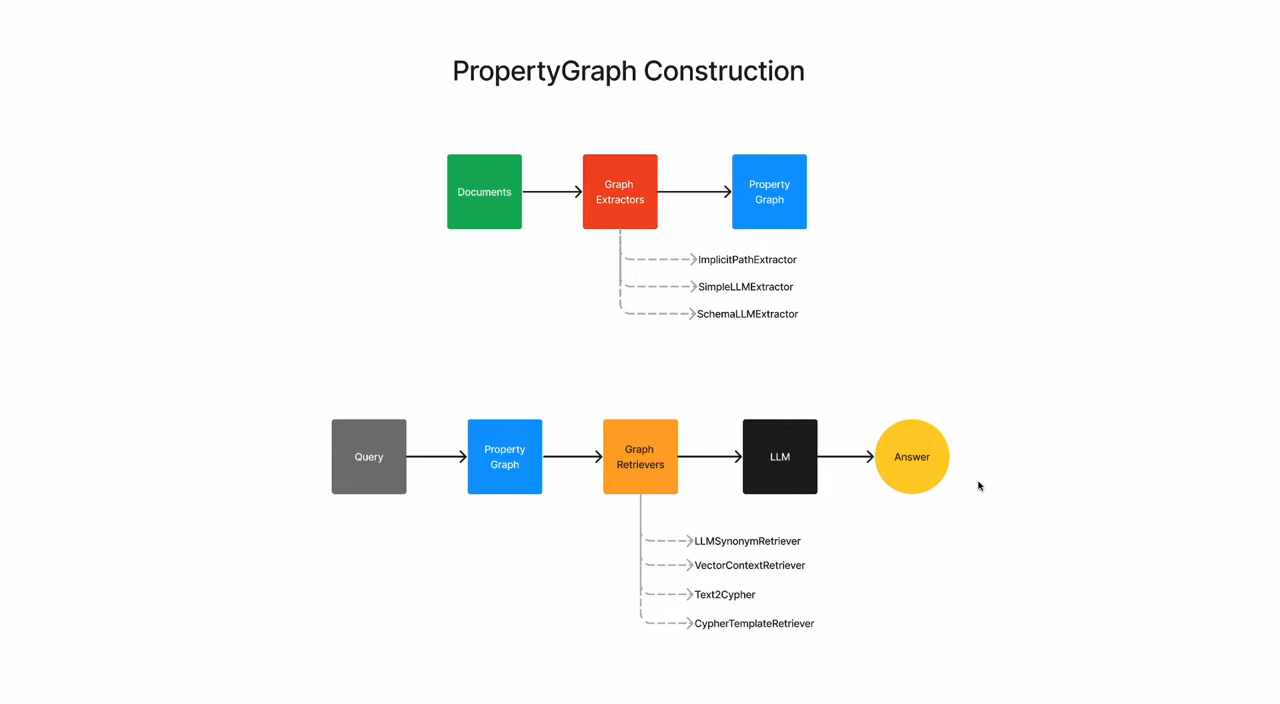 PropertyGraph Construction
Documents
Graph
Extractors
Property
Graph
ImplicitPathExtractor
SimpleLLMExtractor
SchemaLLMExtractor
Query
Property
Graph
Graph
Retrievers
LLM
Answer
LLMSynonymRetriever
VectorContextRetriever
Text2Cypher
CypherTemplateRetriever